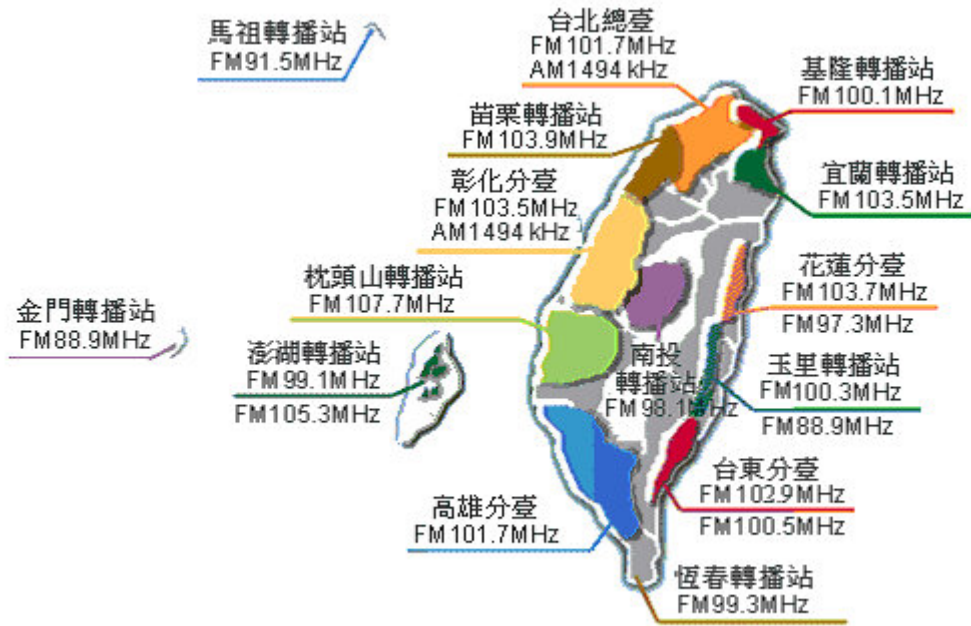 馬祖轉播站
FM91.5MHz
台北總臺
FM101.7MHz
AM1494kHz
基隆轉播站
FM100.1MHz
苗栗轉播站
FM103.9MHz
宜蘭轉播站
FM103.5MHz
彰化分臺
FM103.5MHz
AM1494kHz
花蓮分臺
FM103.7MHz
FM97.3MHz
枕頭山轉播站
FM107.7MHz
金門轉播站
FM88.9MHz
澎湖轉播站
FM99.1MHz
FM105.3MHz
南投
轉播站
FM98.1MHz
玉里轉播站
FM100.3MHz
FM88.9MHz
台東分臺
FM102.9MHz
FM100.5MHz
高雄分臺
FM101.7MHz
恆春轉播站
FM99.3MHz